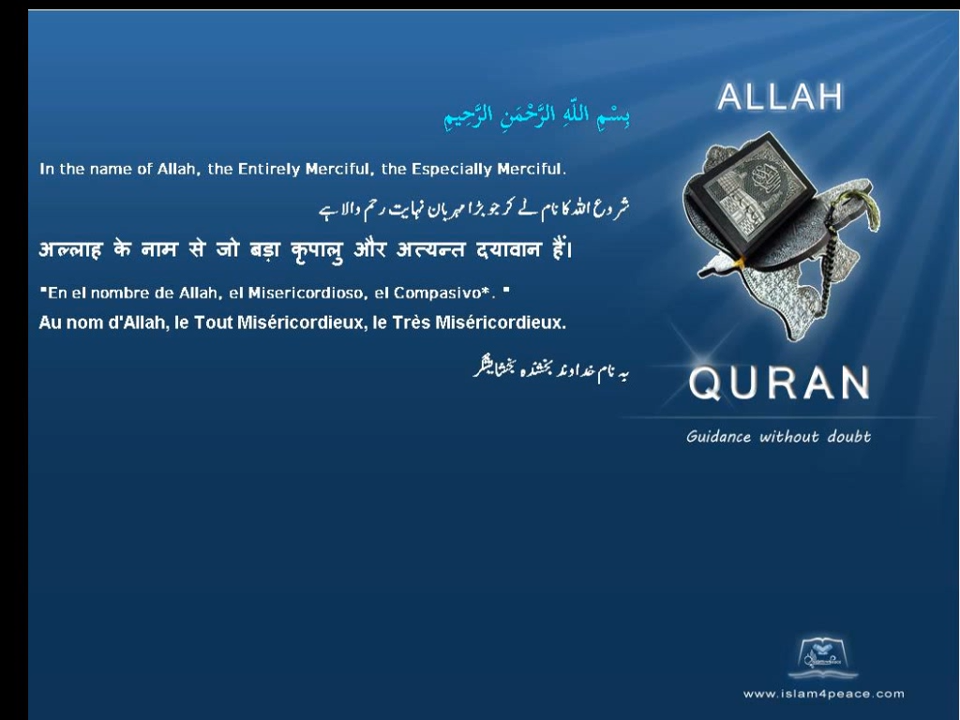 بِسْمِ اللّهِ الرَّحْمَنِ الرَّحِيمِ
In the name of Allah, the Entirely Merciful, the Especially Merciful.
شروع اللہ کا نام لے کر جو بڑا مہربان نہایت رحم والا ہے
अल्लाह के नाम से जो बड़ा कृपालु और अत्यन्त दयावान हैं।
"En el nombre de Allah, el Misericordioso, el Compasivo*. "
Au nom d'Allah, le Tout Miséricordieux, le Très Miséricordieux.
به نام خداوند بخشنده بخشایشگر
ALLAH
QURAN
Guidance without doubt
www.islam4peace.com